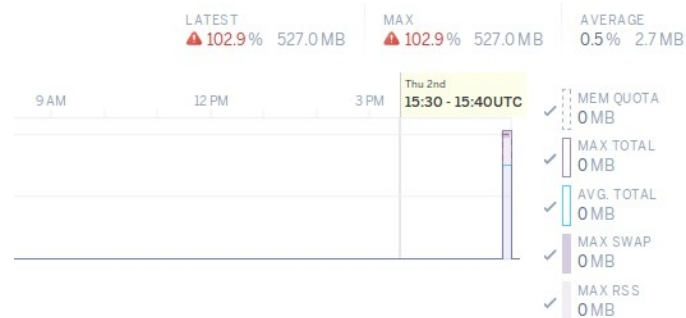 LATEST MAX AVERAGE
102.9% 527.0 MB 102.9% 527.0 MB 0.5% 2.7 MB
Thu 2nd
9 AM 12 PM 3 PM 15:30 - 15:40 UTC
MEM QUOTA
0 MB
MAX TOTAL
0 MB
AVG. TOTAL
0 MB
MAX SWAP
0 MB
MAX RSS
0 MB